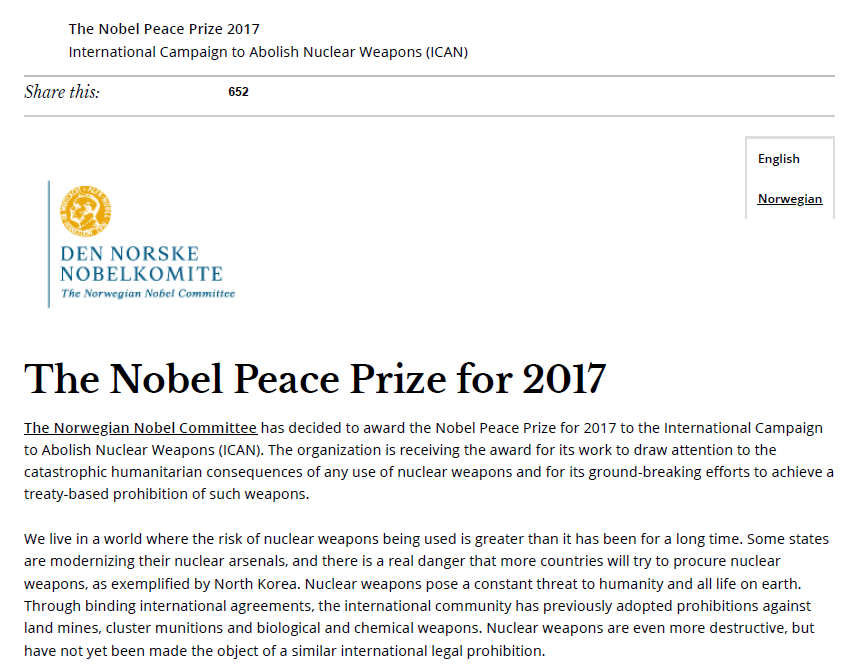 The Nobel Peace Prize 2017
International Campaign to Abolish Nuclear Weapons (ICAN)
Share this:
652
English
Norwegian
DEN NORSKE
NOBELKOMITE
The Norwegian Nobel Committee
The Nobel Peace Prize for 2017
The Norwegian Nobel Committee has decided to award the Nobel Peace Prize for 2017 to the International Campaign
to Abolish Nuclear Weapons (ICAN). The organization is receiving the award for its work to draw attention to the
catastrophic humanitarian consequences of any use of nuclear weapons and for its ground-breaking efforts to achieve a
treaty-based prohibition of such weapons.
We live in a world where the risk of nuclear weapons being used is greater than it has been for a long time. Some states
are modernizing their nuclear arsenals, and there is a real danger that more countries will try to procure nuclear
weapons, as exemplified by North Korea. Nuclear weapons pose a constant threat to humanity and all life on earth.
Through binding international agreements, the international community has previously adopted prohibitions against
land mines, cluster munitions and biological and chemical weapons. Nuclear weapons are even more destructive, but
have not yet been made the object of a similar international legal prohibition.